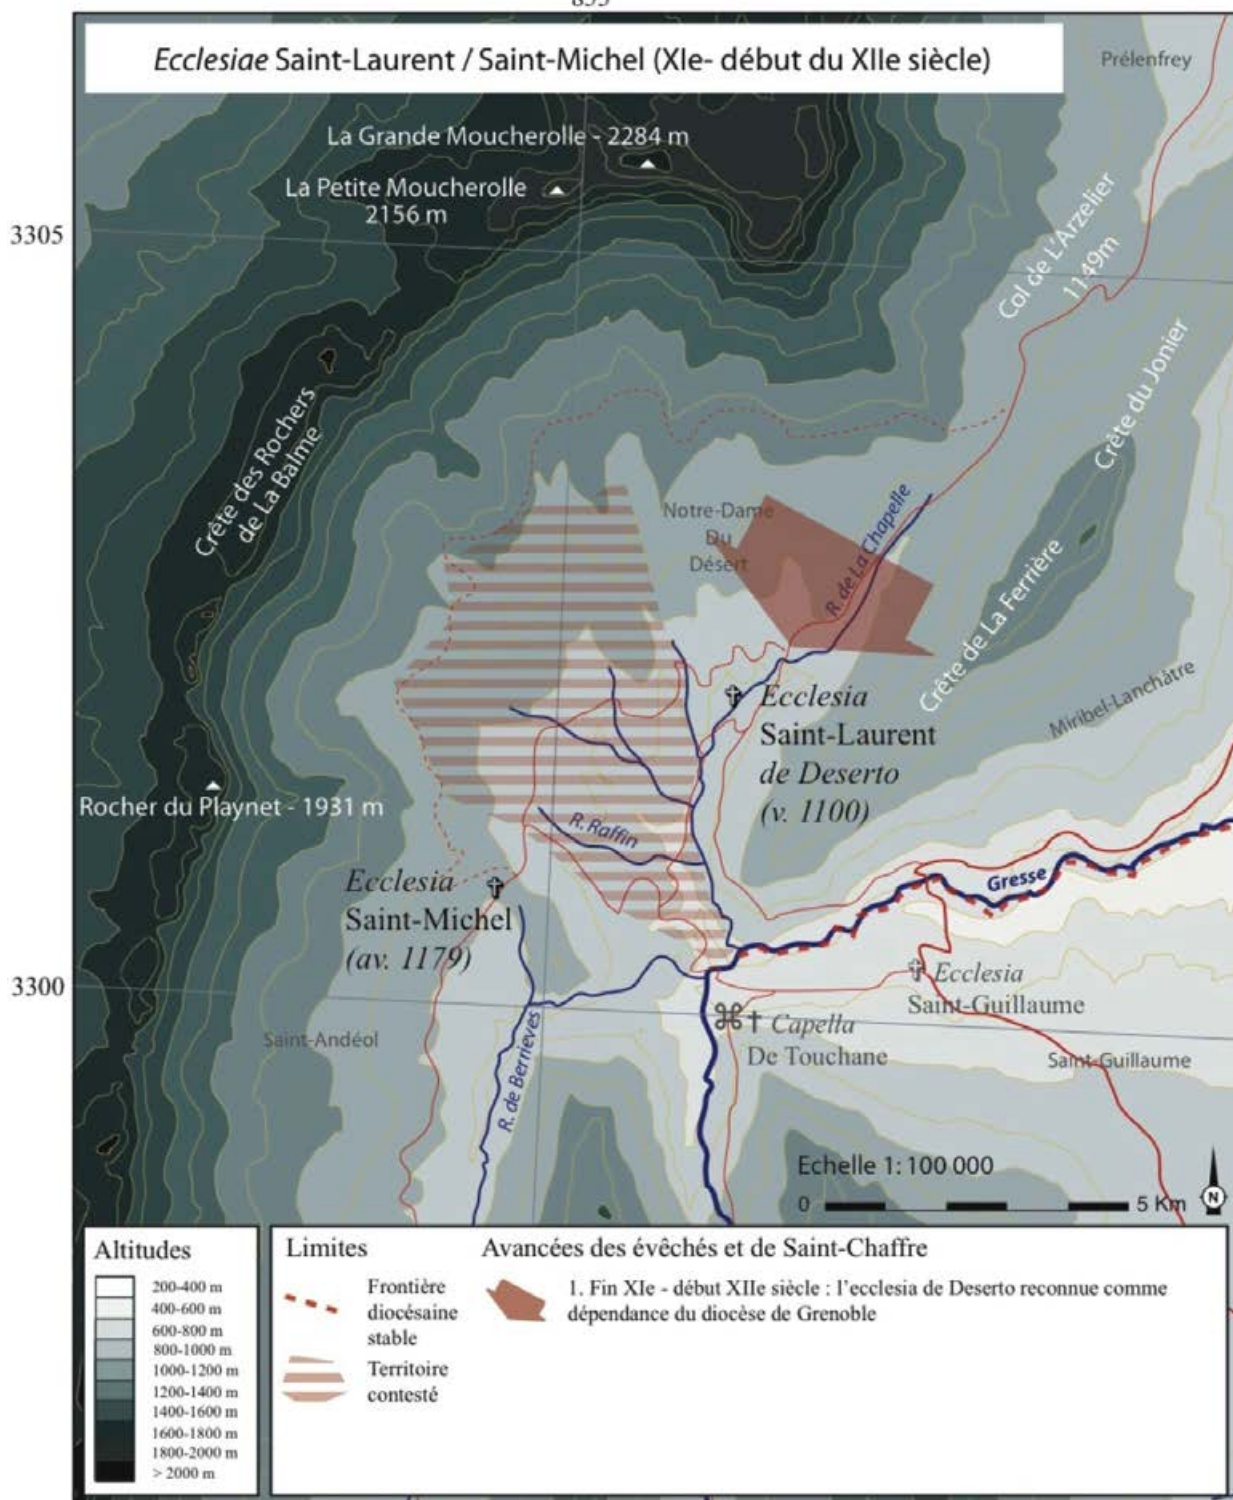 Ecclesiae Saint-Laurent / Saint-Michel (XIe- début du XIIe siècle)
Prélenfrey
La Grande Moucherolle - 2284 m
La Petite Moucherolle
2156 m
3305
Col de L'Arzelier
1149m
Crête du Jonier
Crête des Rochers
de La Balme
Notre-Dame
Du
Désert
R. de La Chapelle
Crête de La Ferrière
Miribel-Lanchâtre
Ecclesia
Saint-Laurent
de Deserto
(v. 1100)
Rocher du Playnet - 1931 m
R. Raffin
Ecclesia
Saint-Michel
(av. 1179)
Gresse
3300
Ecclesia
Saint-Guillaume
Capella
De Touchane
Saint-Andéol
Saint-Guillaume
R. de Berrieves
Echelle 1: 100 000
0 5 Km
N
Altitudes
200-400 m
400-600 m
600-800 m
800-1000 m
1000-1200 m
1200-1400 m
1400-1600 m
1600-1800 m
1800-2000 m
> 2000 m
Limites
Frontière
diocésaine
stable
Territoire
contesté
Avancées des évêchés et de Saint-Chaffre
1. Fin XIe - début XIIe siècle : l'ecclesia de Deserto reconnue comme
dépendance du diocèse de Grenoble